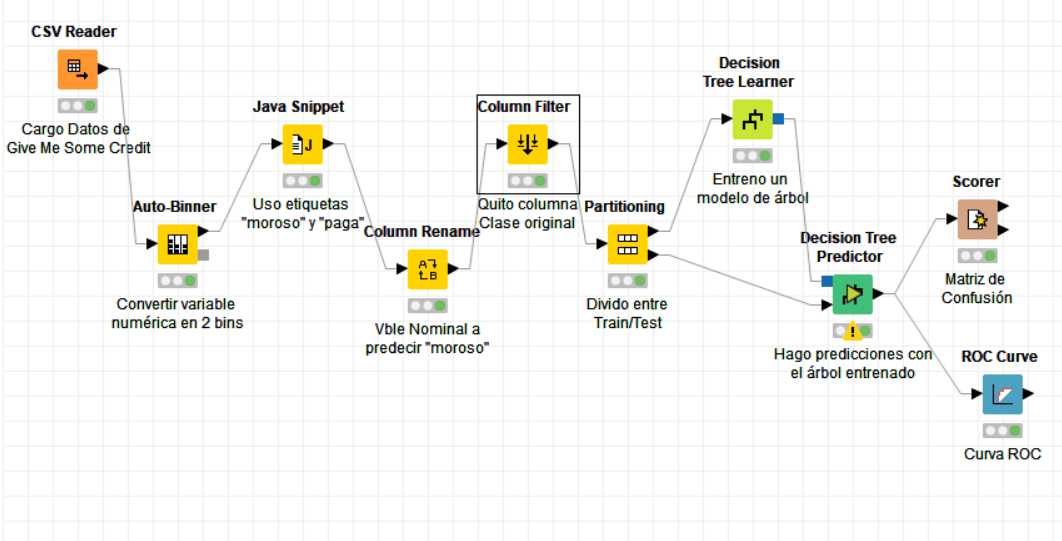 CSV Reader
Cargo Datos de
Give Me Some Credit
Auto-Binner
Convertir variable
numérica en 2 bins
Java Snippet
J
Uso etiquetas
"moroso" y "paga"
Column Rename
A
B
Vble Nominal a
predecir "moroso"
Column Filter
Quito columna
Clase original
Partitioning
Divido entre
Train/Test
Decision
Tree Learner
Entreno un
modelo de árbol
Decision Tree
Predictor
Hago predicciones con
el árbol entrenado
Scorer
Matriz de
Confusión
ROC Curve
Curva ROC